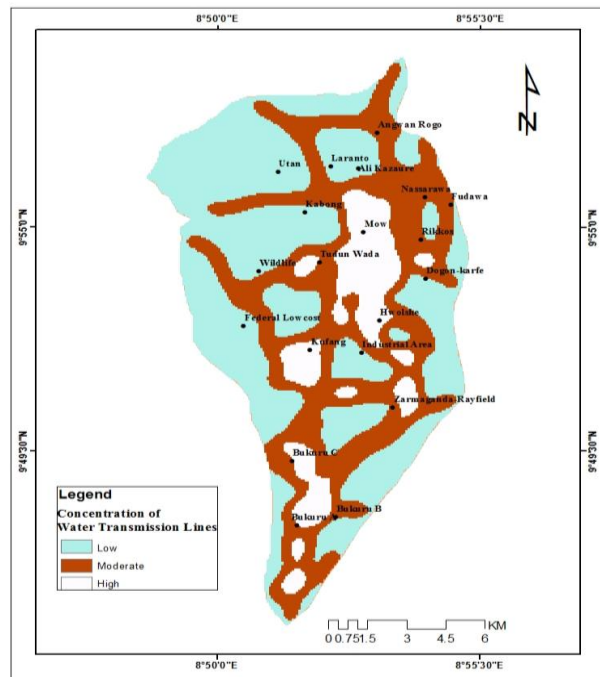 8°50'0"E 8°55'30"E
N
Angwan Rogo
Laranto
Utan
Ali Kazaure
Nassarawa
Fudawa
Kabong
9°55'0"N 9°55'0"N
Mow
Rikkos
Tudun Wada
Wildlife
Dogon-karfe
Hwolshe
Federal Lowcost
Kufang
Industrial Area
Zarmaganda-Rayfield
9°49'30"N 9°49'30"N
Bukuru C
Legend
Concentration of
Water Transmission Lines
Low
Moderate
High
Bukuru B
Bukuru
KM
0 0.75 1.5 3 4.5 6
8°50'0"E 8°55'30"E